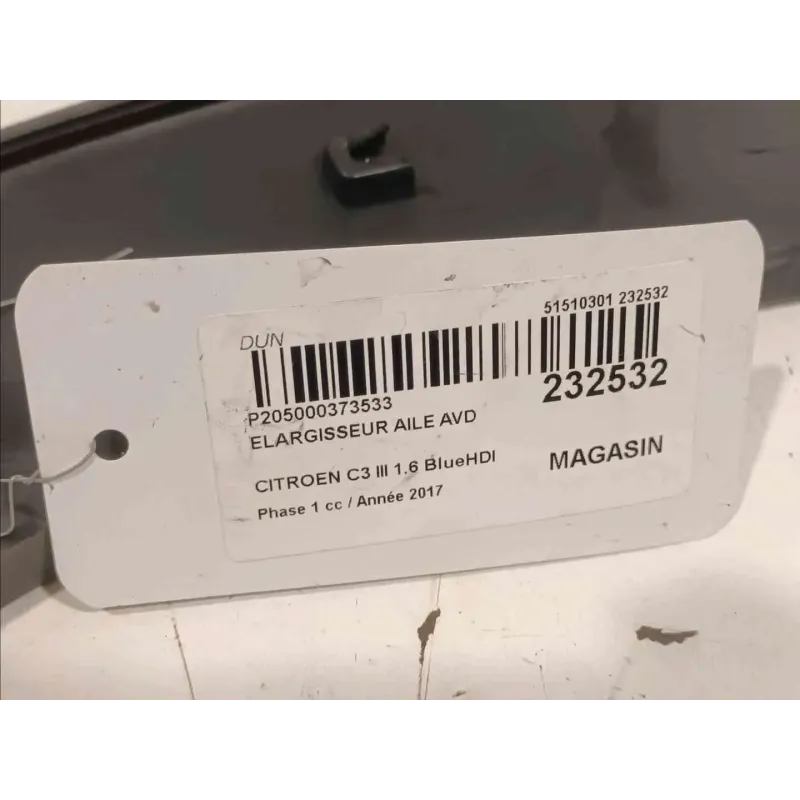 DUN
51510301 232532
P205000373533
232532
ELARGISSEUR AILE AVD
CITROEN C3 III 1.6 BlueHDI
MAGASIN
Phase 1 cc / Année 2017